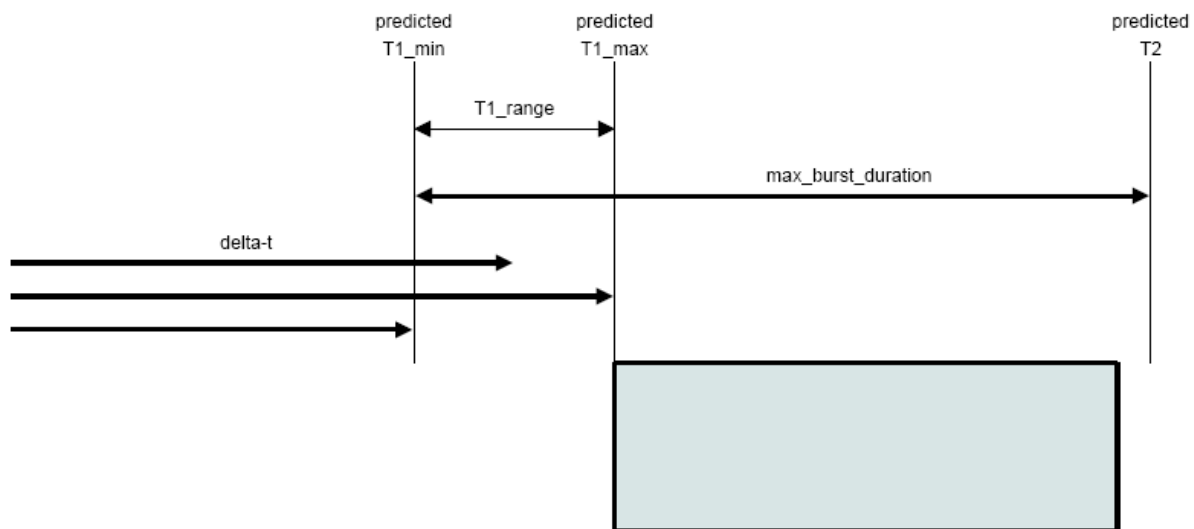 predicted
T1_min
predicted
T1_max
predicted
T2
T1_range
max_burst_duration
delta-t